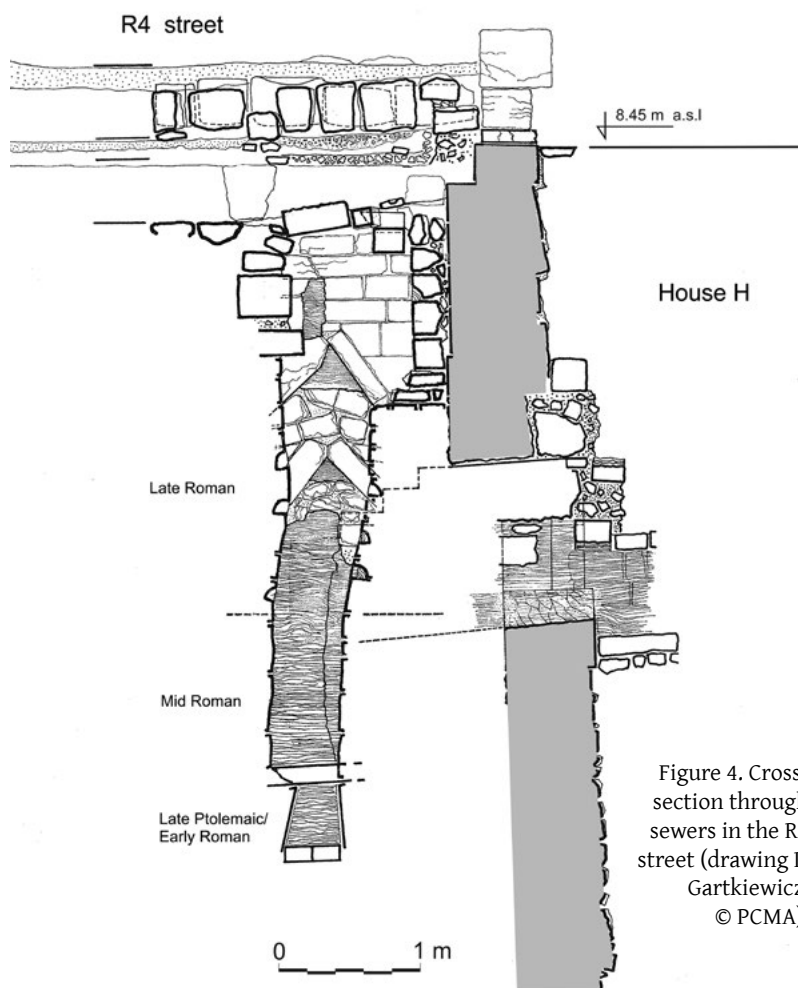 R4 street
8.45 m a.s.l
House H
Late Roman
Mid Roman
Late Ptolemaic/
Early Roman
0 1 m
Figure 4. Cross
section through
sewers in the R
street (drawing
Gartkiewicz
© PCMA)